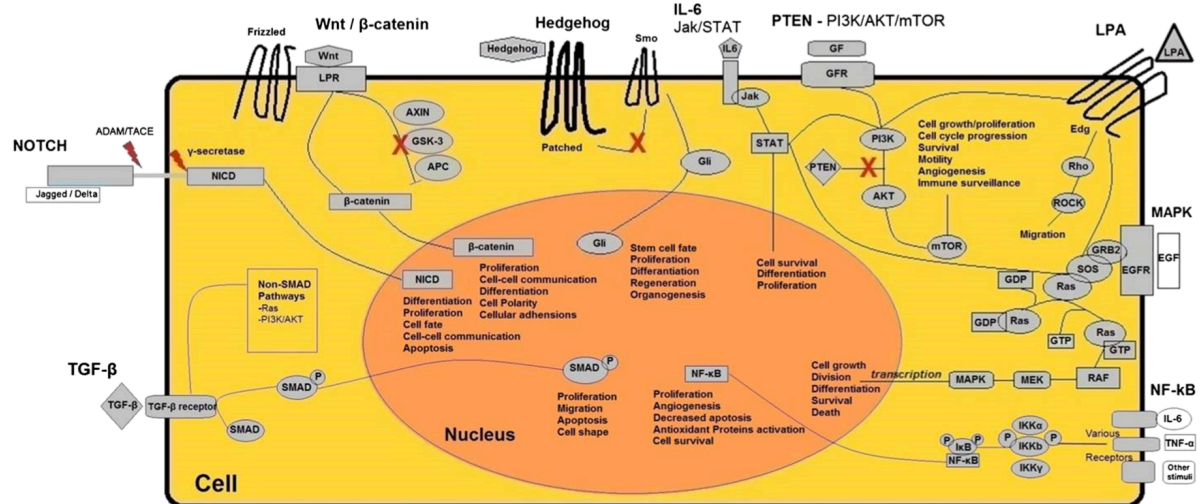 Wnt / β-catenin
Frizzled
Wnt
LPR
AXIN
GSK-3
APC
X
β-catenin
β-catenin
Proliferation
Cell-cell communication
Differentiation
Cell Polarity
Cellular adhensions
Hedgehog
Hedgehog
Patched
Smo
X
Gli
Gli
Stem cell fate
Proliferation
Differantiation
Regeneration
Organogenesis
IL-6
Jak/STAT
IL6
Jak
STAT
Cell survival
Differentiation
Proliferation
PTEN - PI3K/AKT/mTOR
GF
GFR
PI3K
PTEN
X
AKT
mTOR
Cell growth/proliferation
Cell cycle progression
Survival
Motility
Angiogenesis
Immune surveillance
LPA
LPA
Edg
Rho
ROCK
Migration
NOTCH
ADAM/TACE
γ-secretase
Jagged / Delta
NICD
NICD
Differentiation
Proliferation
Cell fate
Cell-cell communication
Apoptosis
MAPK
EGF
EGFR
GRB2
SOS
Ras
GDP
GDP
Ras
GTP
Ras
GTP
RAF
MEK
MAPK
transcription
Cell growth
Division
Differentiation
Survival
Death
TGF-β
TGF-β
TGF-β receptor
Non-SMAD
Pathways
-Ras
-PI3K/AKT
SMAD
P
SMAD
SMAD
P
Proliferation
Migration
Apoptosis
Cell shape
NF-kB
IL-6
TNF-α
Other
stimuli
Various
Receptors
IKKα
P
IKKb
P
IKKγ
P
IκB
P
NF-κB
NF-κB
Proliferation
Angiogenesis
Decreased apotosis
Antioxidant Proteins activation
Cell survival
Nucleus
Cell